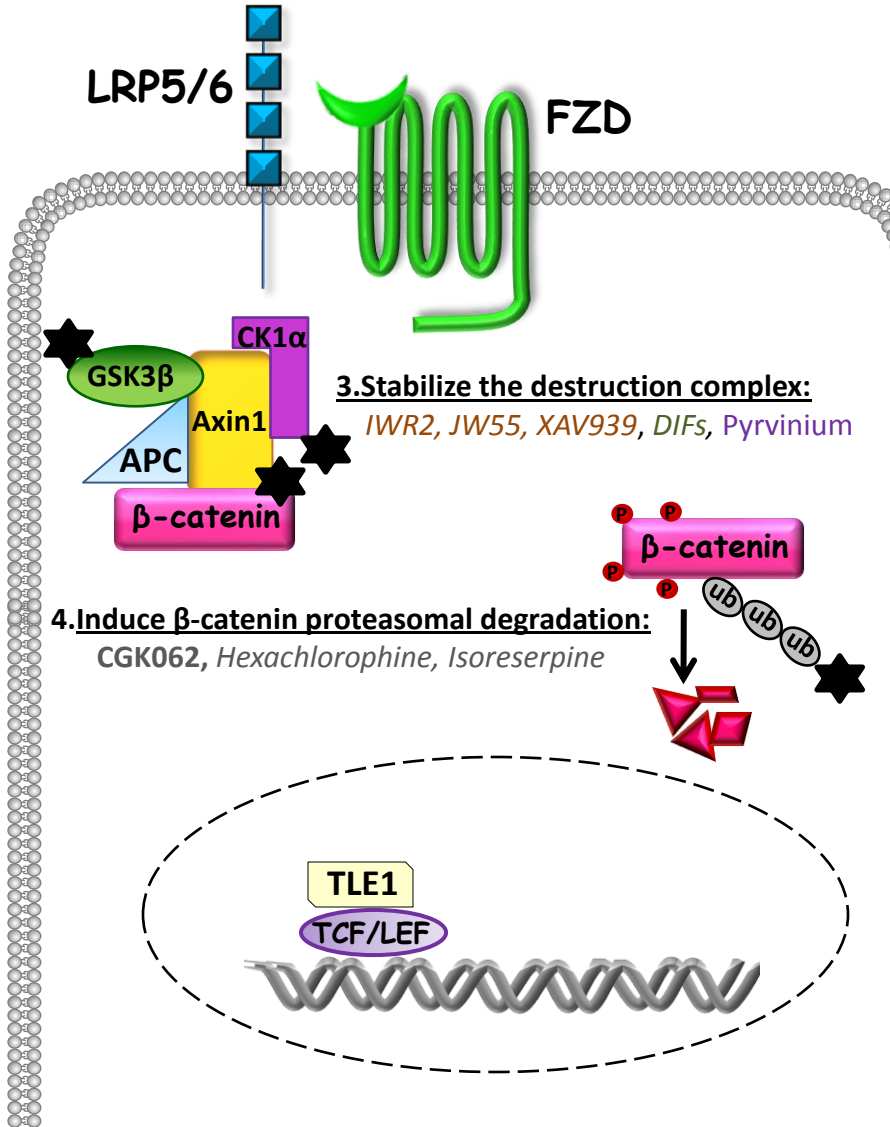 LRP5/6
FZD
CK1α
GSK3β
Axin1
APC
β-catenin
3.Stabilize the destruction complex:
IWR2, JW55, XAV939, DIFs, Pyrvinium
P
P
β-catenin
P
P
ub
ub
ub
4.Induce β-catenin proteasomal degradation:
CGK062, Hexachlorophine, Isoreserpine
TLE1
TCF/LEF